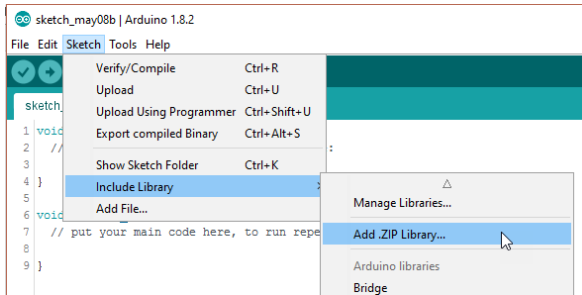 sketch_may08b | Arduino 1.8.2
File Edit Sketch Tools Help
Verify/Compile Ctrl+R
Upload Ctrl+U
Upload Using Programmer Ctrl+Shift+U
Export compiled Binary Ctrl+Alt+S
Show Sketch Folder Ctrl+K
Include Library
Add File...
Manage Libraries...
Add .ZIP Library...
Arduino libraries
Bridge
sketch_
1 void
2 // :
3
4 }
5
6 void
7 // put your main code here, to run repe
8
9 }